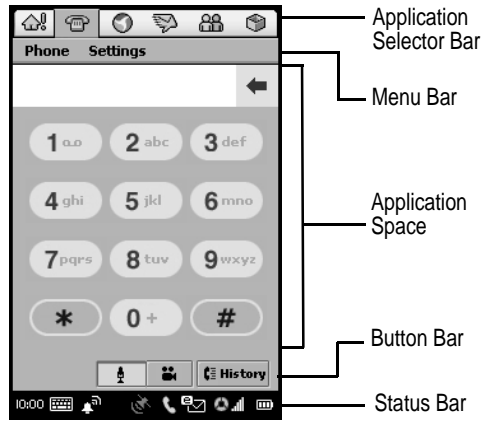 Application
Selector Bar
Phone Settings
Menu Bar
1 2 abc 3 def
4 ghi 5 jkl 6 mno
Application
Space
7 pqrs 8 tuv 9 wxyz
* 0 + #
Button Bar
History
10:00
Status Bar